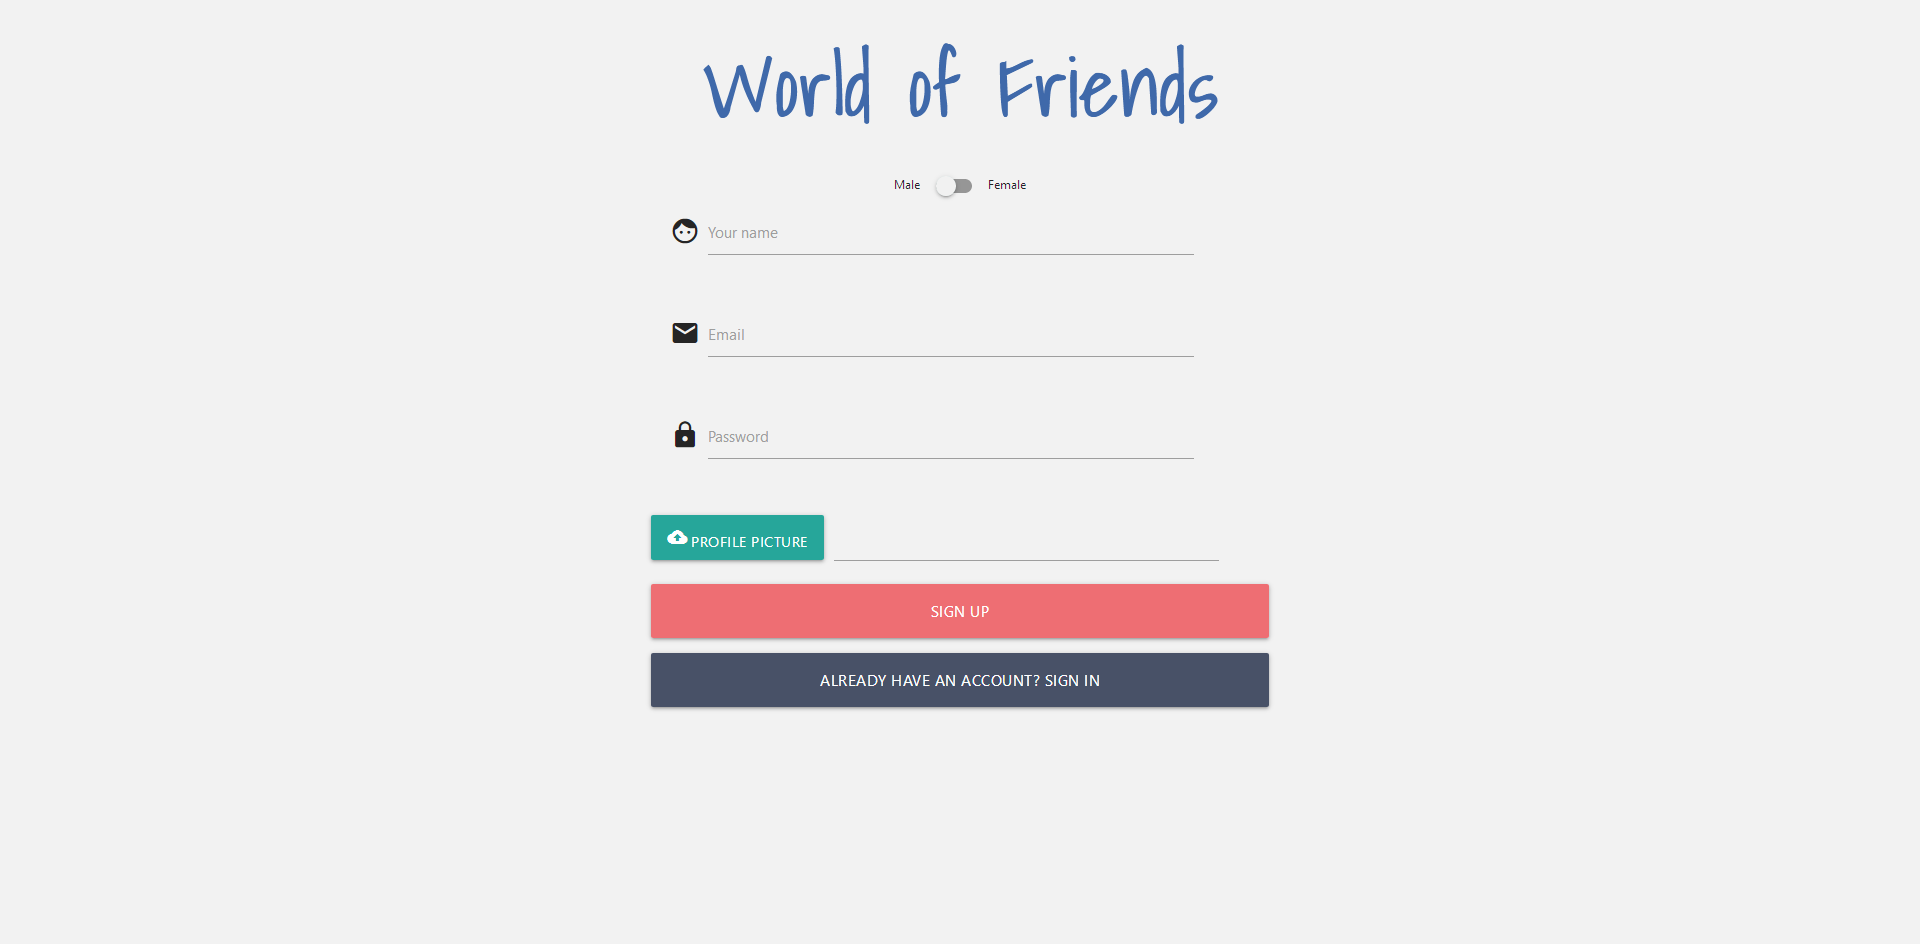 World of Friends
Male Female
Your name
Email
Password
PROFILE PICTURE
SIGN UP
ALREADY HAVE AN ACCOUNT? SIGN IN